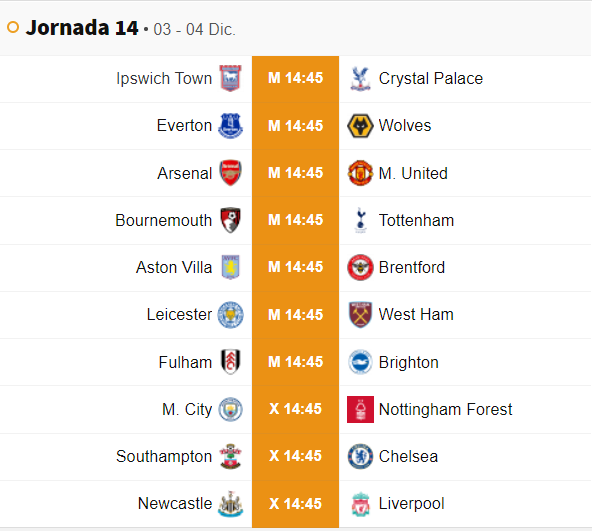 Jornada 14 • 03 - 04 Dic.
Ipswich Town M 14:45 Crystal Palace
Everton M 14:45 Wolves
Arsenal M 14:45 M. United
Bournemouth M 14:45 Tottenham
Aston Villa M 14:45 Brentford
Leicester M 14:45 West Ham
Fulham M 14:45 Brighton
M. City X 14:45 Nottingham Forest
Southampton X 14:45 Chelsea
Newcastle X 14:45 Liverpool